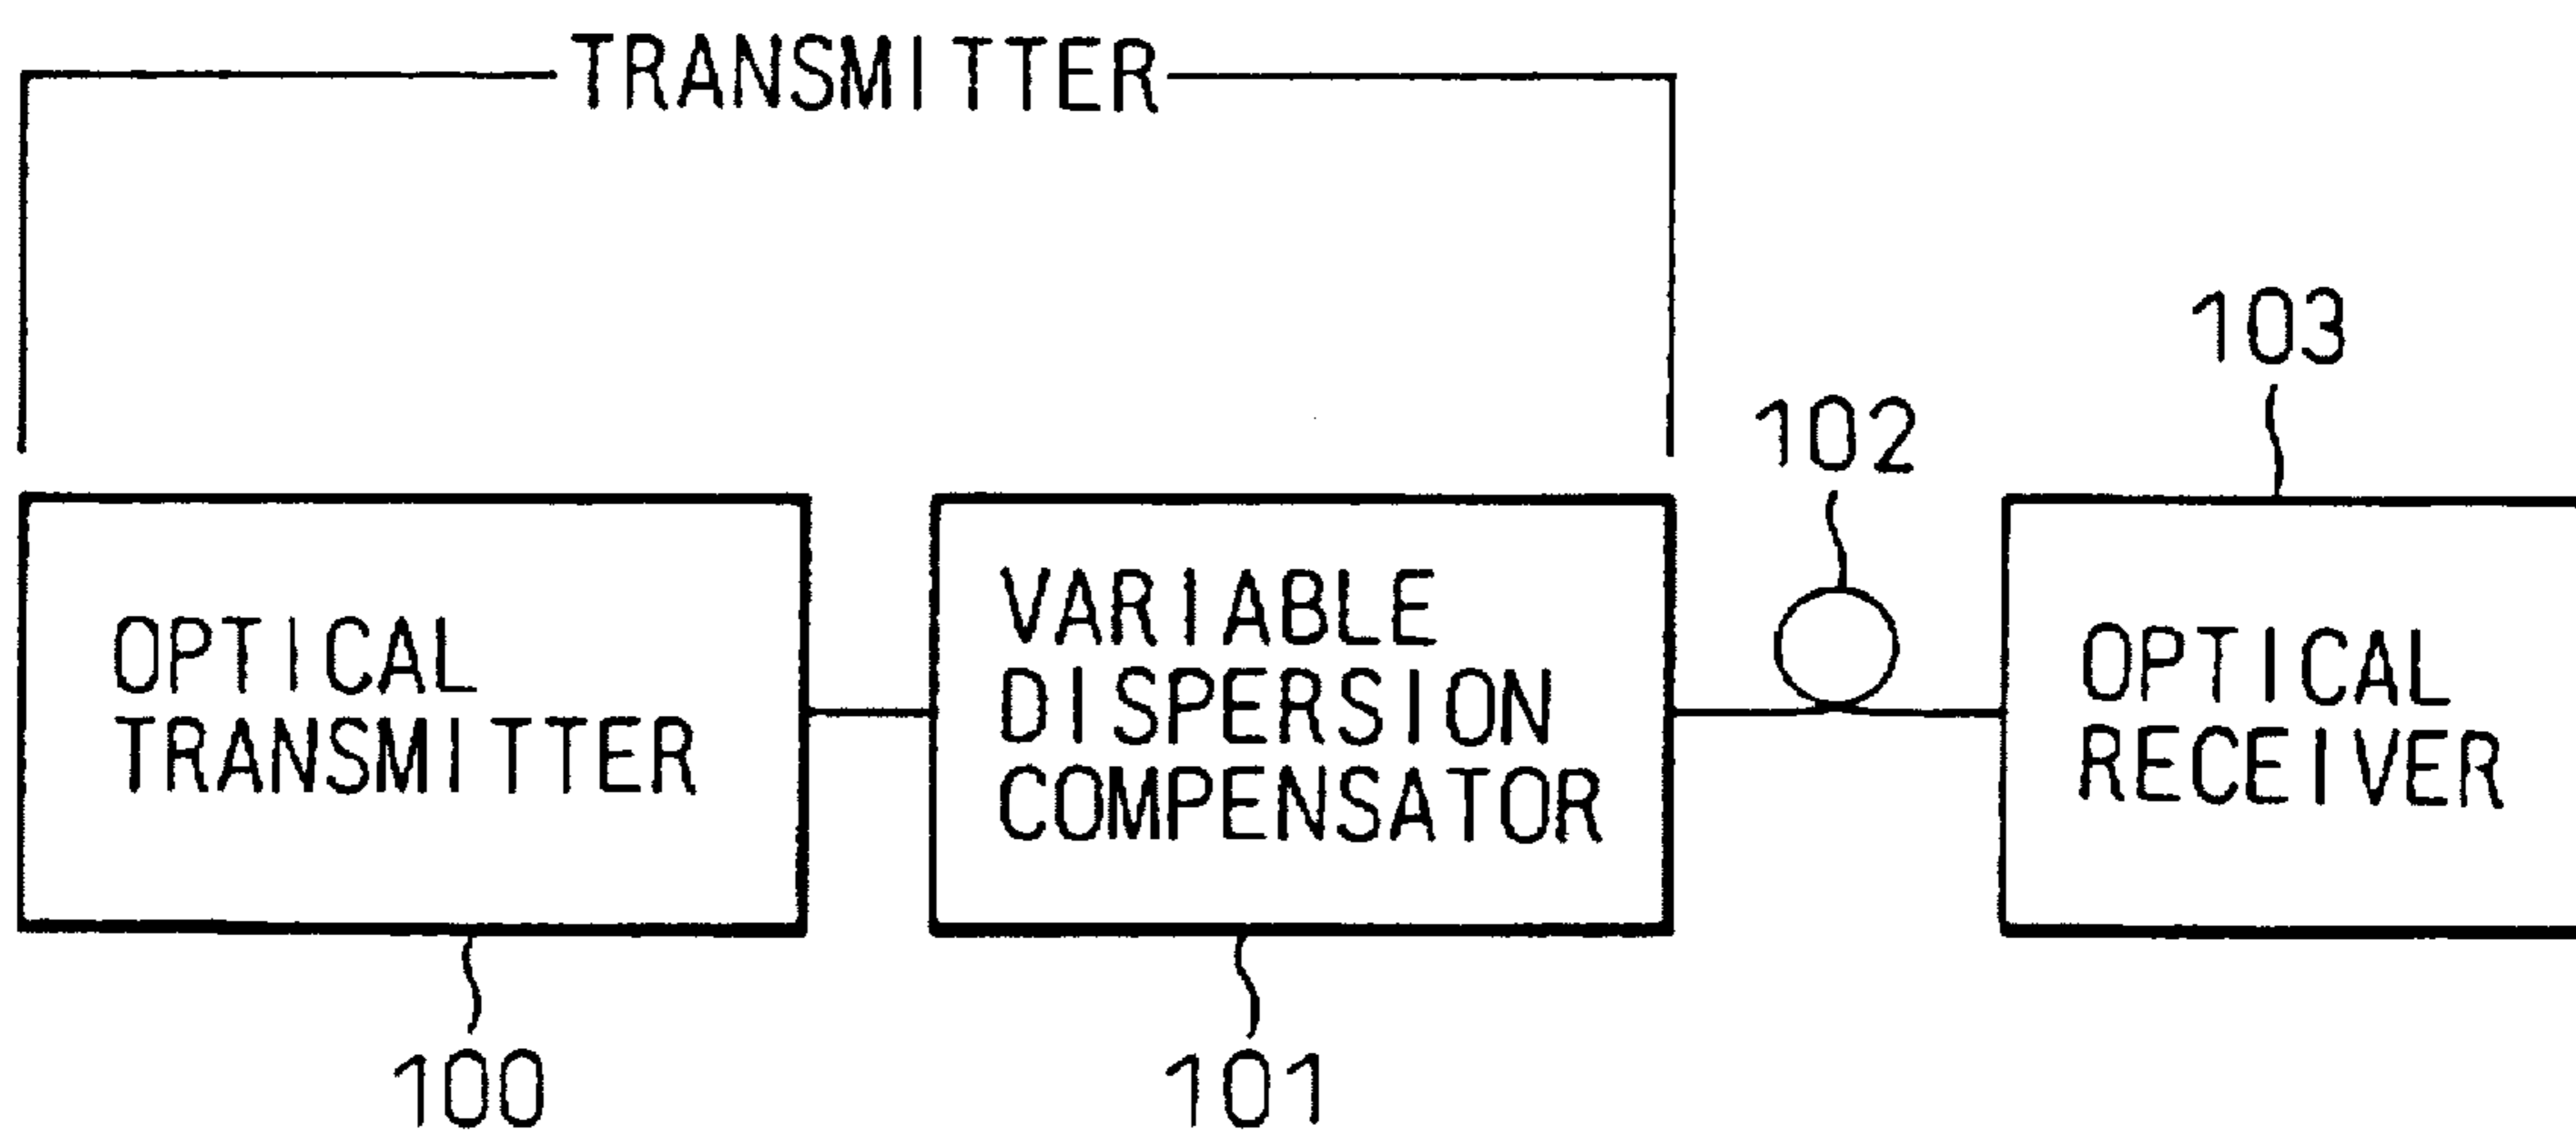 TRANSMITTER
103
102
OPTICAL
TRANSMITTER
VARIABLE
DISPERSION
COMPENSATOR
OPTICAL
RECEIVER
100
101